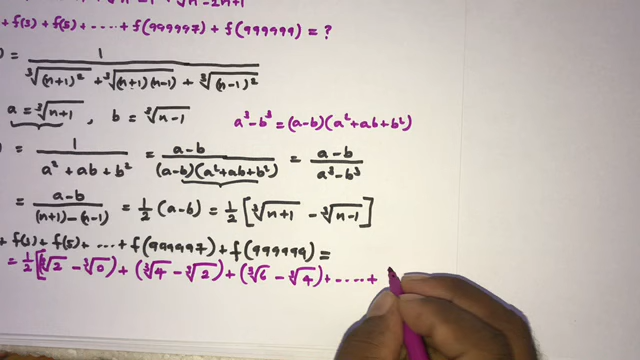 √n-2n+1
+ f(3) + f(5) + ..... + f(999997) + f(999999) = ?
) = 1 / (∛(n+1)² + ∛(n+1)(n-1) + ∛(n-1)²)
a = ∛(n+1) , b = ∛(n-1) a³-b³ = (a-b)(a²+ab+b²)
) = 1 / (a²+ab+b²) = (a-b) / ((a-b)(a²+ab+b²)) = (a-b) / (a³-b³)
= (a-b) / ((n+1)-(n-1)) = 1/2 (a-b) = 1/2 [∛(n+1) - ∛(n-1)]
+ f(3) + f(5) + .... + f(999997) + f(999999) =
= 1/2 [(∛2 - ∛0) + (∛4 - ∛2) + (∛6 - ∛4) + ..... +